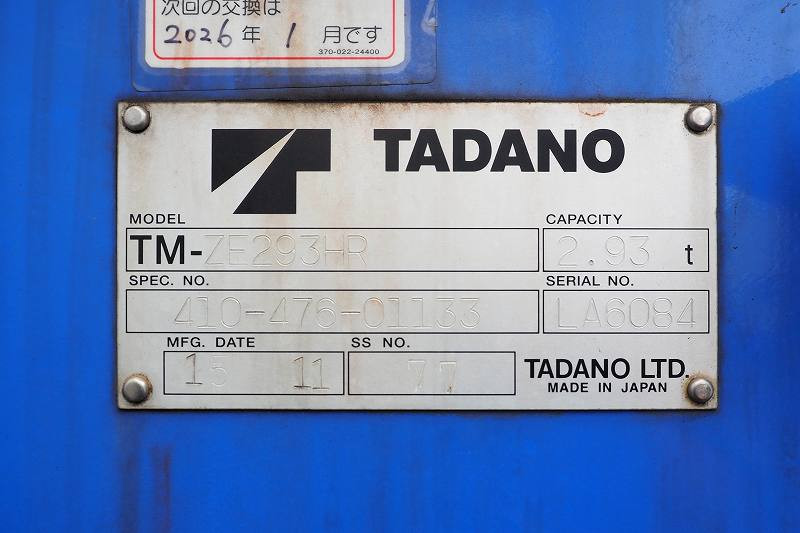 次回の交換は
2026年 1 月です
370-022-24400
TADANO
MODEL
TM-ZE293HR
CAPACITY
2.93 t
SPEC. NO.
410-476-01133
SERIAL NO.
LA6084
MFG. DATE
15 11
SS NO.
77
TADANO LTD.
MADE IN JAPAN